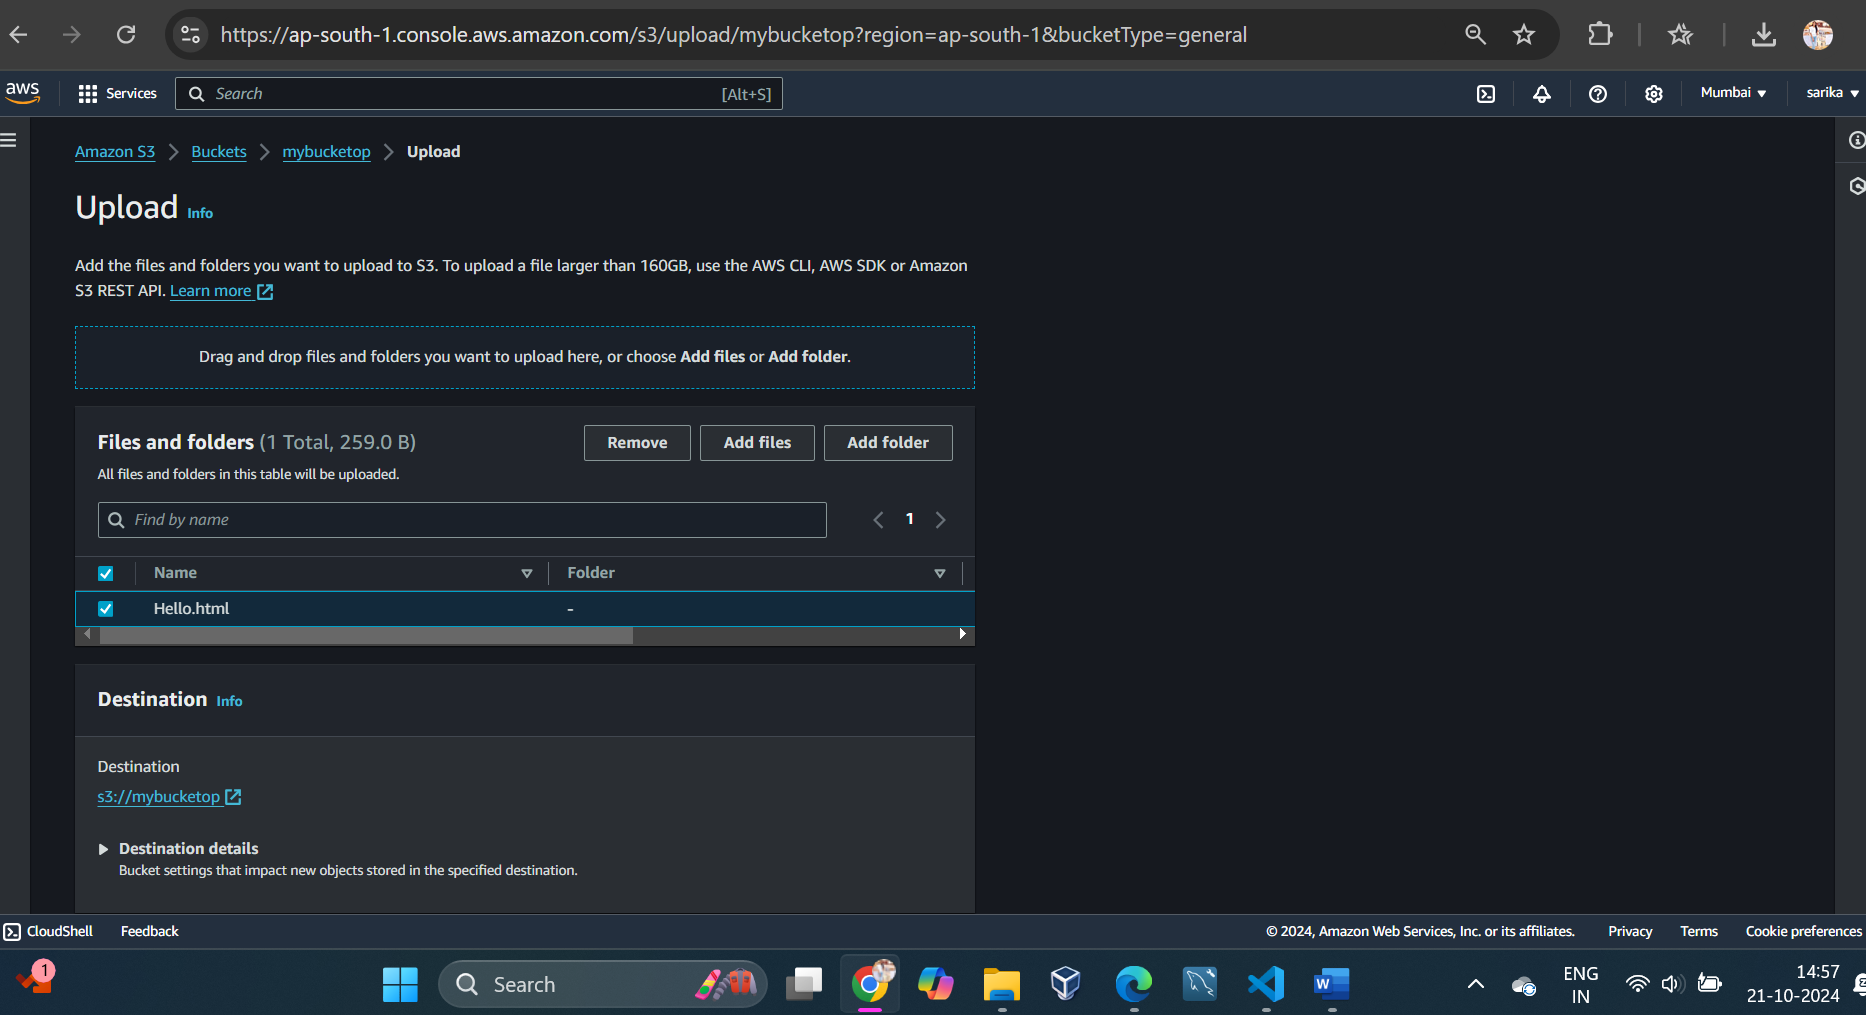 https://ap-south-1.console.aws.amazon.com/s3/upload/mybucketop?region=ap-south-1&bucketType=general
aws
Services
Search
[Alt+S]
Mumbai
sarika
Amazon S3
Buckets
mybucketop
Upload
Upload
Info
Add the files and folders you want to upload to S3. To upload a file larger than 160GB, use the AWS CLI, AWS SDK or Amazon
S3 REST API. Learn more
Drag and drop files and folders you want to upload here, or choose Add files or Add folder.
Files and folders (1 Total, 259.0 B)
Remove
Add files
Add folder
All files and folders in this table will be uploaded.
Find by name
1
Name
Folder
Hello.html
-
Destination
Info
Destination
s3://mybucketop
Destination details
Bucket settings that impact new objects stored in the specified destination.
CloudShell
Feedback
© 2024, Amazon Web Services, Inc. or its affiliates.
Privacy
Terms
Cookie preferences
1
Search
W
ENG
IN
14:57
21-10-2024